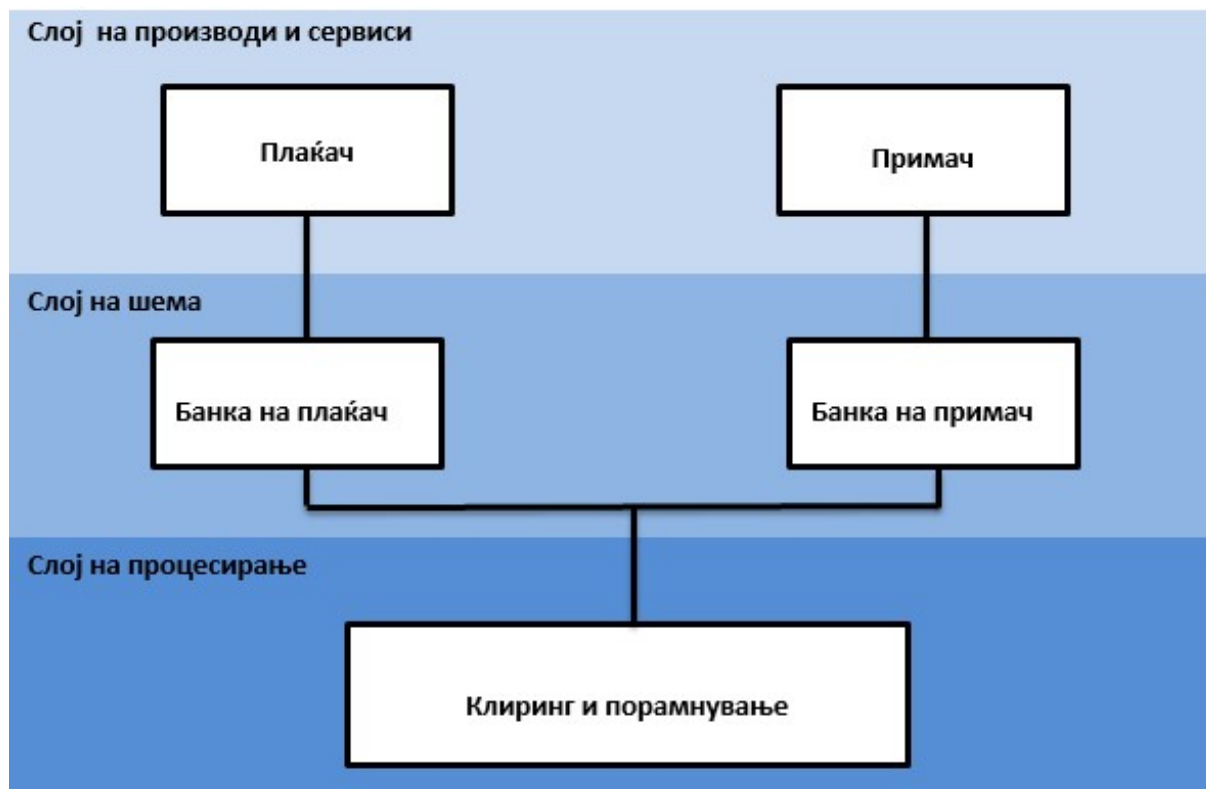 Слој на производи и сервиси
Плаќач
Примач
Слој на шема
Банка на плаќач
Банка на примач
Слој на процесирање
Клиринг и порамнување